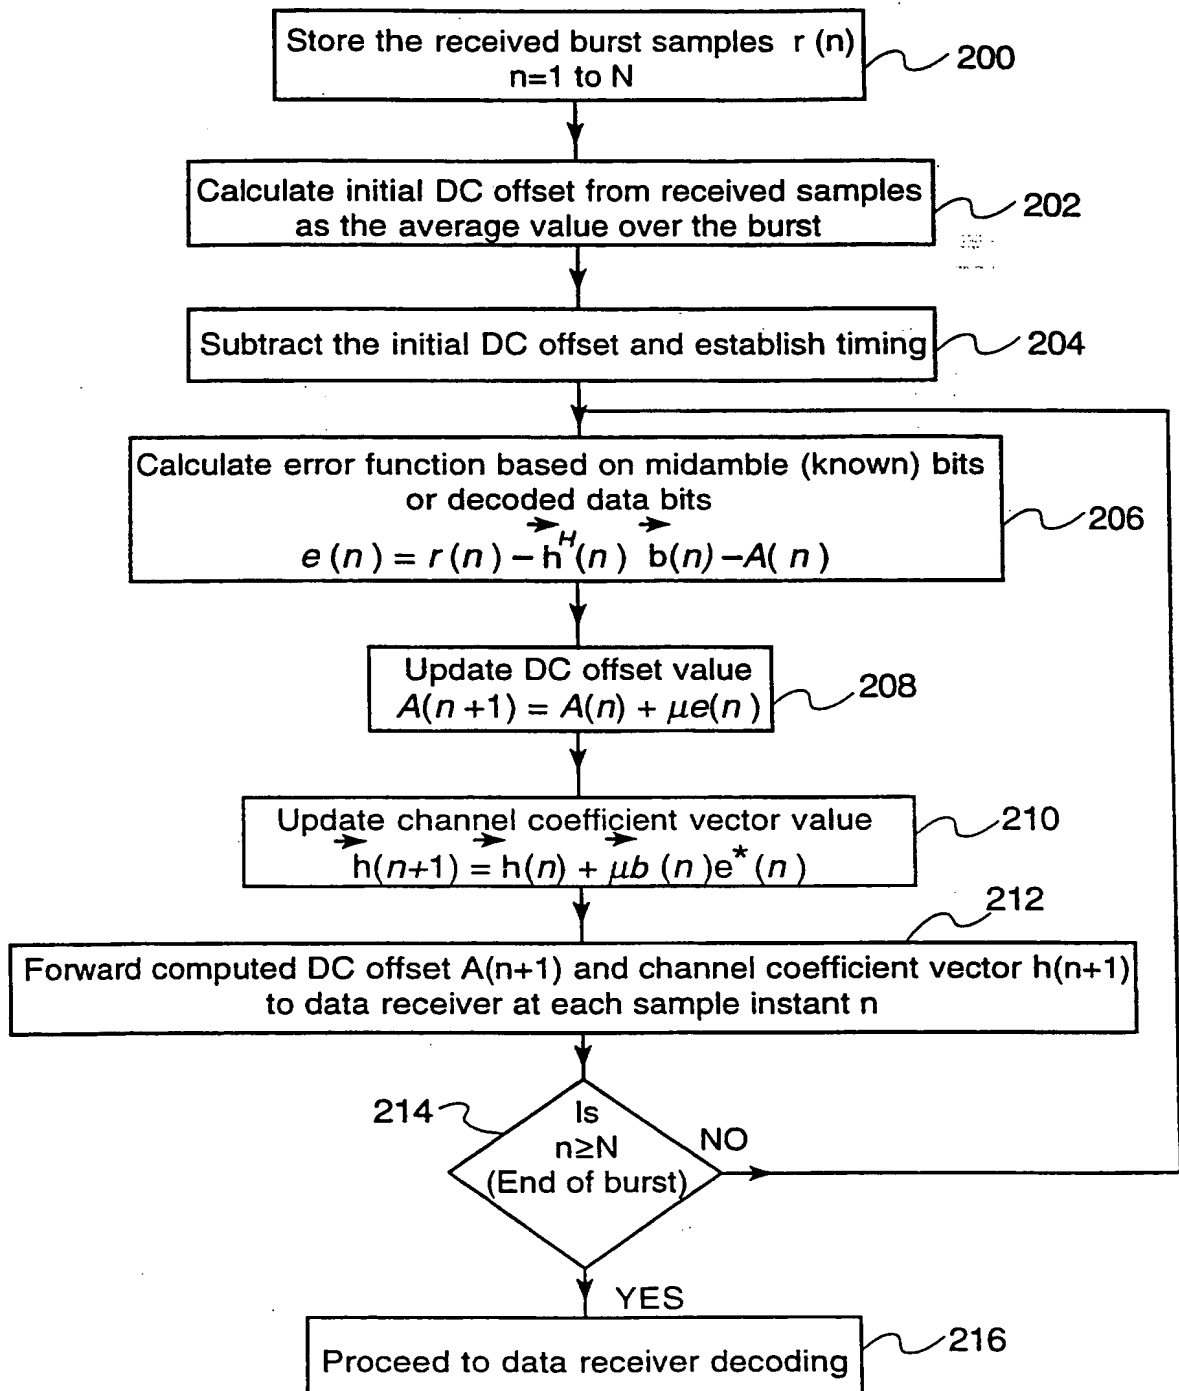 Store the received burst samples r (n)
n=1 to N
200
Calculate initial DC offset from received samples
as the average value over the burst
202
Subtract the initial DC offset and establish timing
204
Calculate error function based on midamble (known) bits
or decoded data bits
e (n) = r (n) – h⃗ᴴ(n) b⃗(n) – A( n )
206
Update DC offset value
A(n +1) = A(n) + μe(n )
208
Update channel coefficient vector value
h⃗(n+1) = h⃗(n) + μb⃗ (n )e* (n )
210
212
Forward computed DC offset A(n+1) and channel coefficient vector h(n+1)
to data receiver at each sample instant n
214
Is
n≥N
(End of burst)
NO
YES
Proceed to data receiver decoding
216